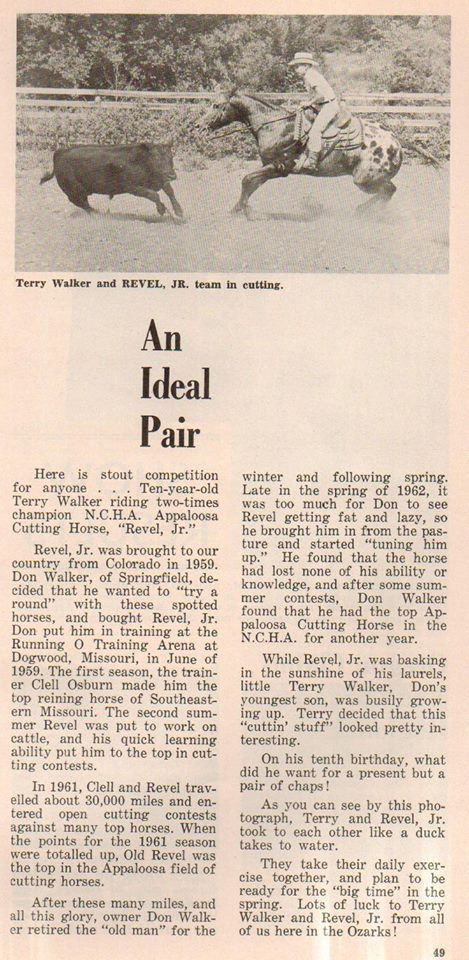 Terry Walker and REVEL, JR. team in cutting.
An
Ideal
Pair
Here is stout competition
for anyone . . . Ten-year-old
Terry Walker riding two-times
champion N.C.H.A. Appaloosa
Cutting Horse, "Revel, Jr."
Revel, Jr. was brought to our
country from Colorado in 1959.
Don Walker, of Springfield, de-
cided that he wanted to "try a
round" with these spotted
horses, and bought Revel, Jr.
Don put him in training at the
Running O Training Arena at
Dogwood, Missouri, in June of
1959. The first season, the train-
er Clell Osburn made him the
top reining horse of Southeast-
ern Missouri. The second sum-
mer Revel was put to work on
cattle, and his quick learning
ability put him to the top in cut-
ting contests.
In 1961, Clell and Revel trav-
elled about 30,000 miles and en-
tered open cutting contests
against many top horses. When
the points for the 1961 season
were totalled up, Old Revel was
the top in the Appaloosa field of
cutting horses.
After these many miles, and
all this glory, owner Don Walk-
er retired the "old man" for the
winter and following spring.
Late in the spring of 1962, it
was too much for Don to see
Revel getting fat and lazy, so
he brought him in from the pas-
ture and started "tuning him
up." He found that the horse
had lost none of his ability or
knowledge, and after some sum-
mer contests, Don Walker
found that he had the top Ap-
paloosa Cutting Horse in the
N.C.H.A. for another year.
While Revel, Jr. was basking
in the sunshine of his laurels,
little Terry Walker, Don's
youngest son, was busily grow-
ing up. Terry decided that this
"cuttin' stuff" looked pretty in-
teresting.
On his tenth birthday, what
did he want for a present but a
pair of chaps!
As you can see by this pho-
tograph, Terry and Revel, Jr.
took to each other like a duck
takes to water.
They take their daily exer-
cise together, and plan to be
ready for the "big time" in the
spring. Lots of luck to Terry
Walker and Revel, Jr. from all
of us here in the Ozarks!
49